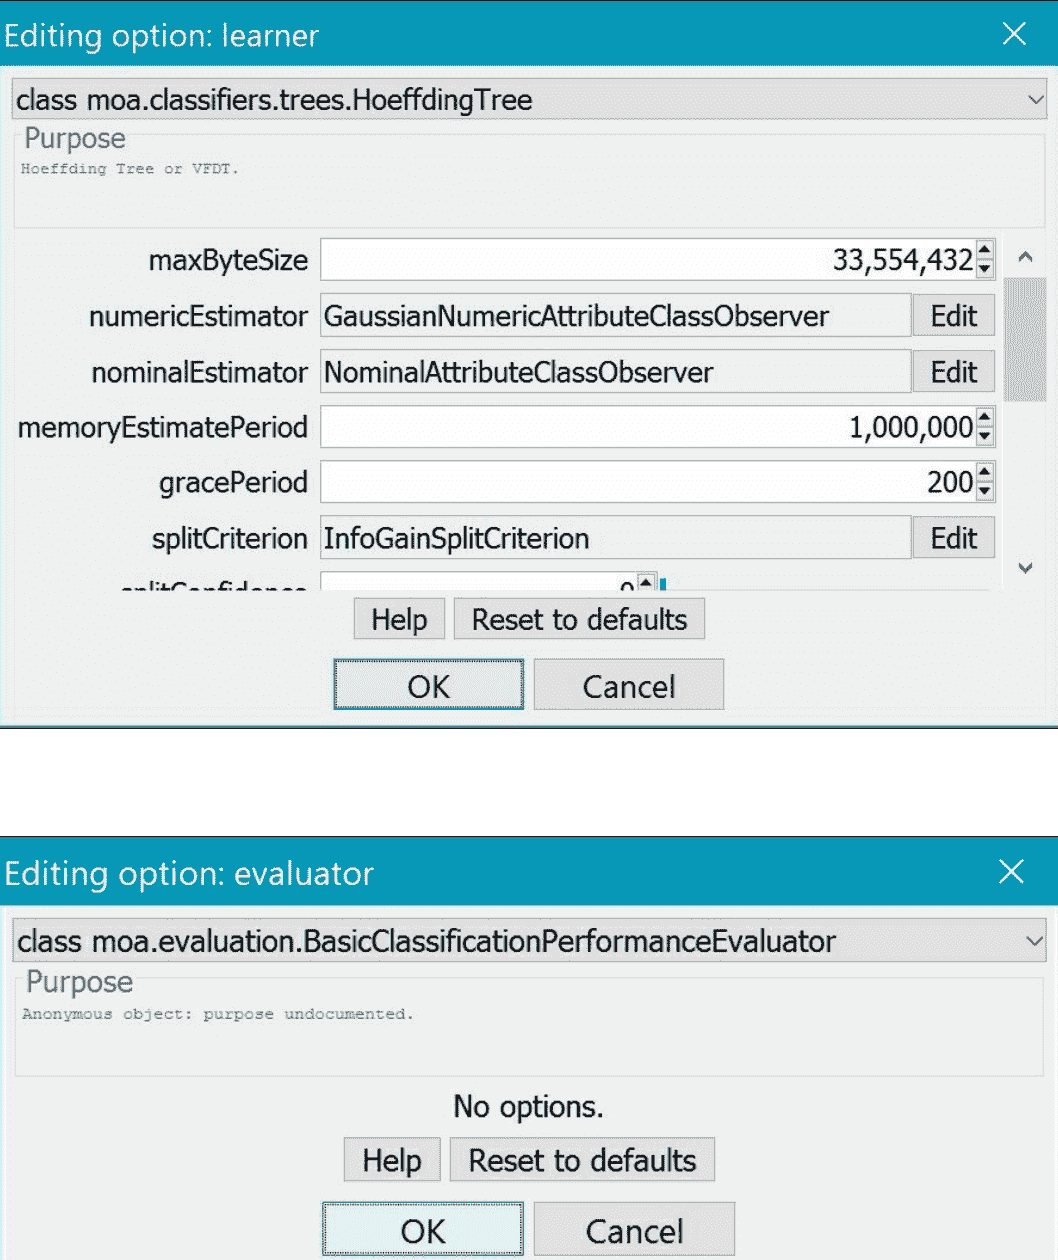 Editing option: learner
class moa.classifiers.trees.HoeffdingTree
Purpose
Hoeffding Tree or VFDT.
maxByteSize 33,554,432
numericEstimator GaussianNumericAttributeClassObserver Edit
nominalEstimator NominalAttributeClassObserver Edit
memoryEstimatePeriod 1,000,000
gracePeriod 200
splitCriterion InfoGainSplitCriterion Edit
Help Reset to defaults
OK Cancel
Editing option: evaluator
class moa.evaluation.BasicClassificationPerformanceEvaluator
Purpose
Anonymous object: purpose undocumented.
No options.
Help Reset to defaults
OK Cancel